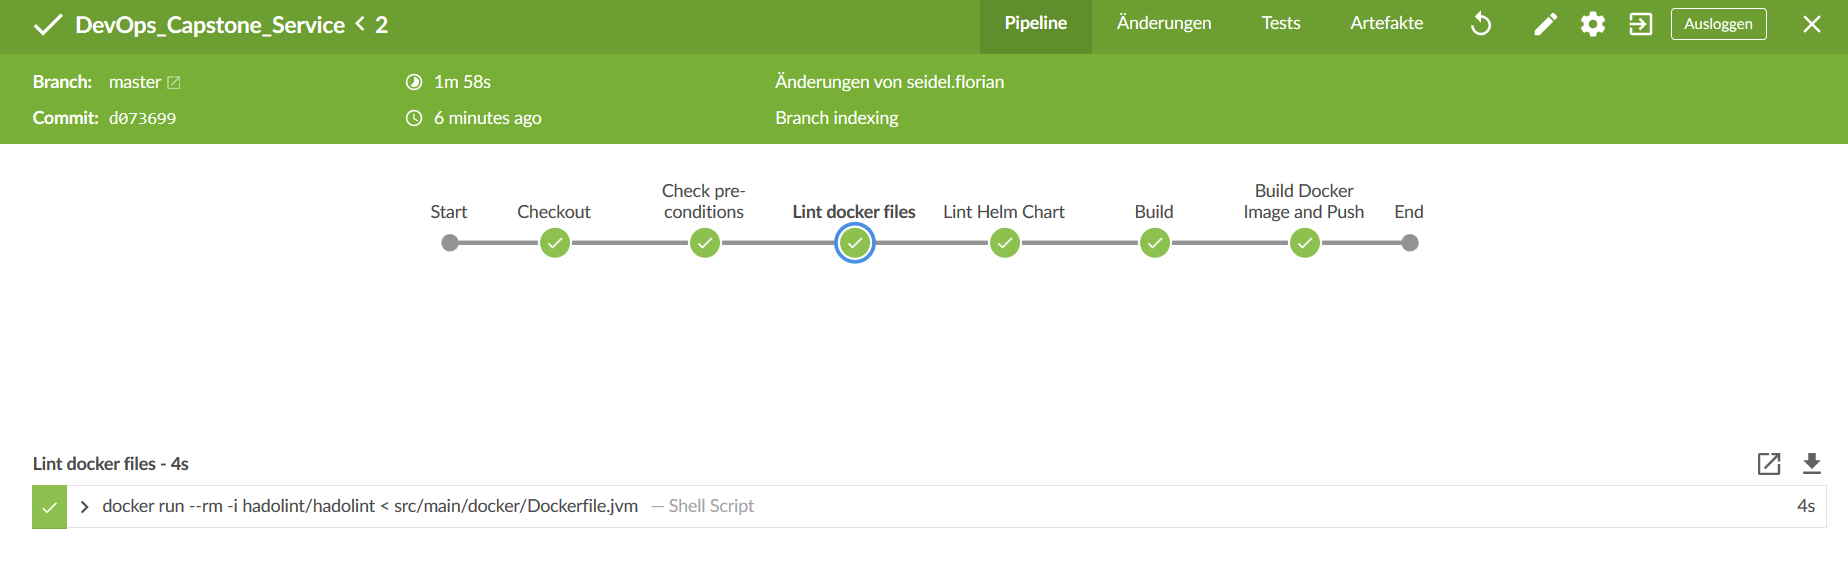 DevOps_Capstone_Service < 2
Pipeline Änderungen Tests Artefakte Ausloggen
Branch: master 1m 58s Änderungen von seidel.florian
Commit: d073699 6 minutes ago Branch indexing
Start
Checkout
Check pre-
conditions
Lint docker files
Lint Helm Chart
Build
Build Docker
Image and Push
End
Lint docker files - 4s
docker run --rm -i hadolint/hadolint < src/main/docker/Dockerfile.jvm — Shell Script 4s